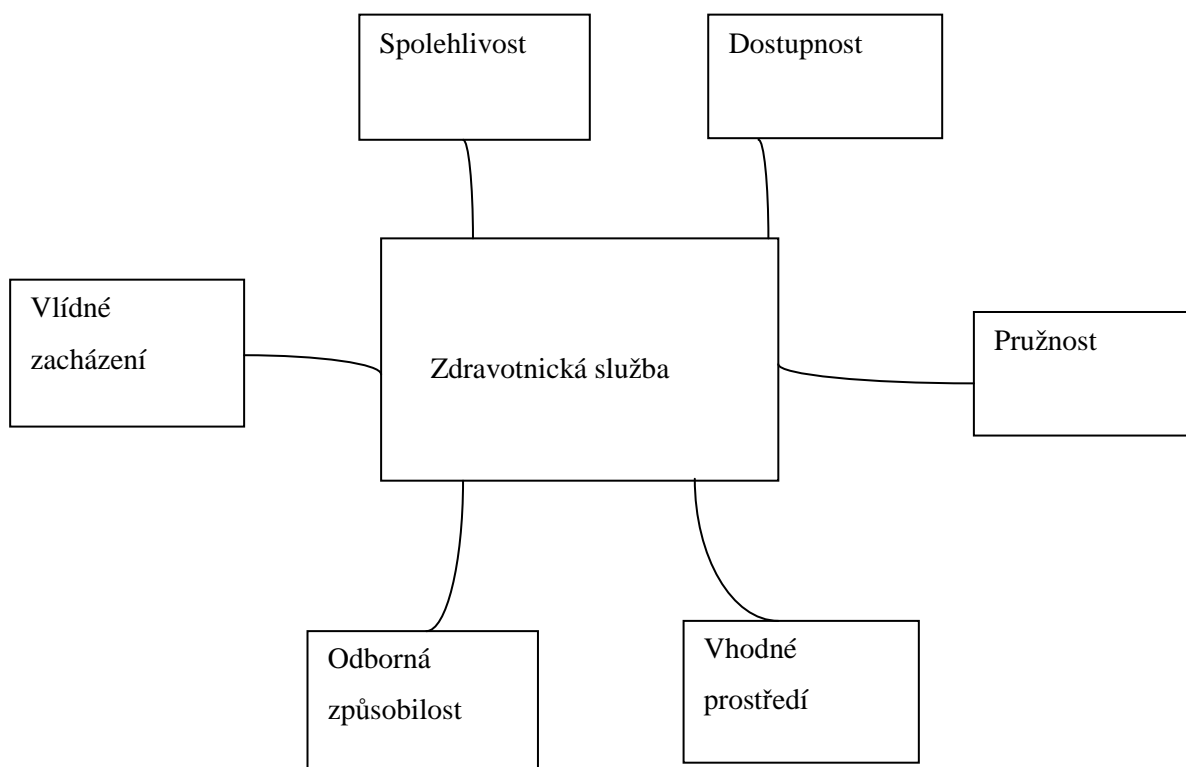 Spolehlivost
Dostupnost
Vlídné
zacházení
Zdravotnická služba
Pružnost
Odborná
způsobilost
Vhodné
prostředí